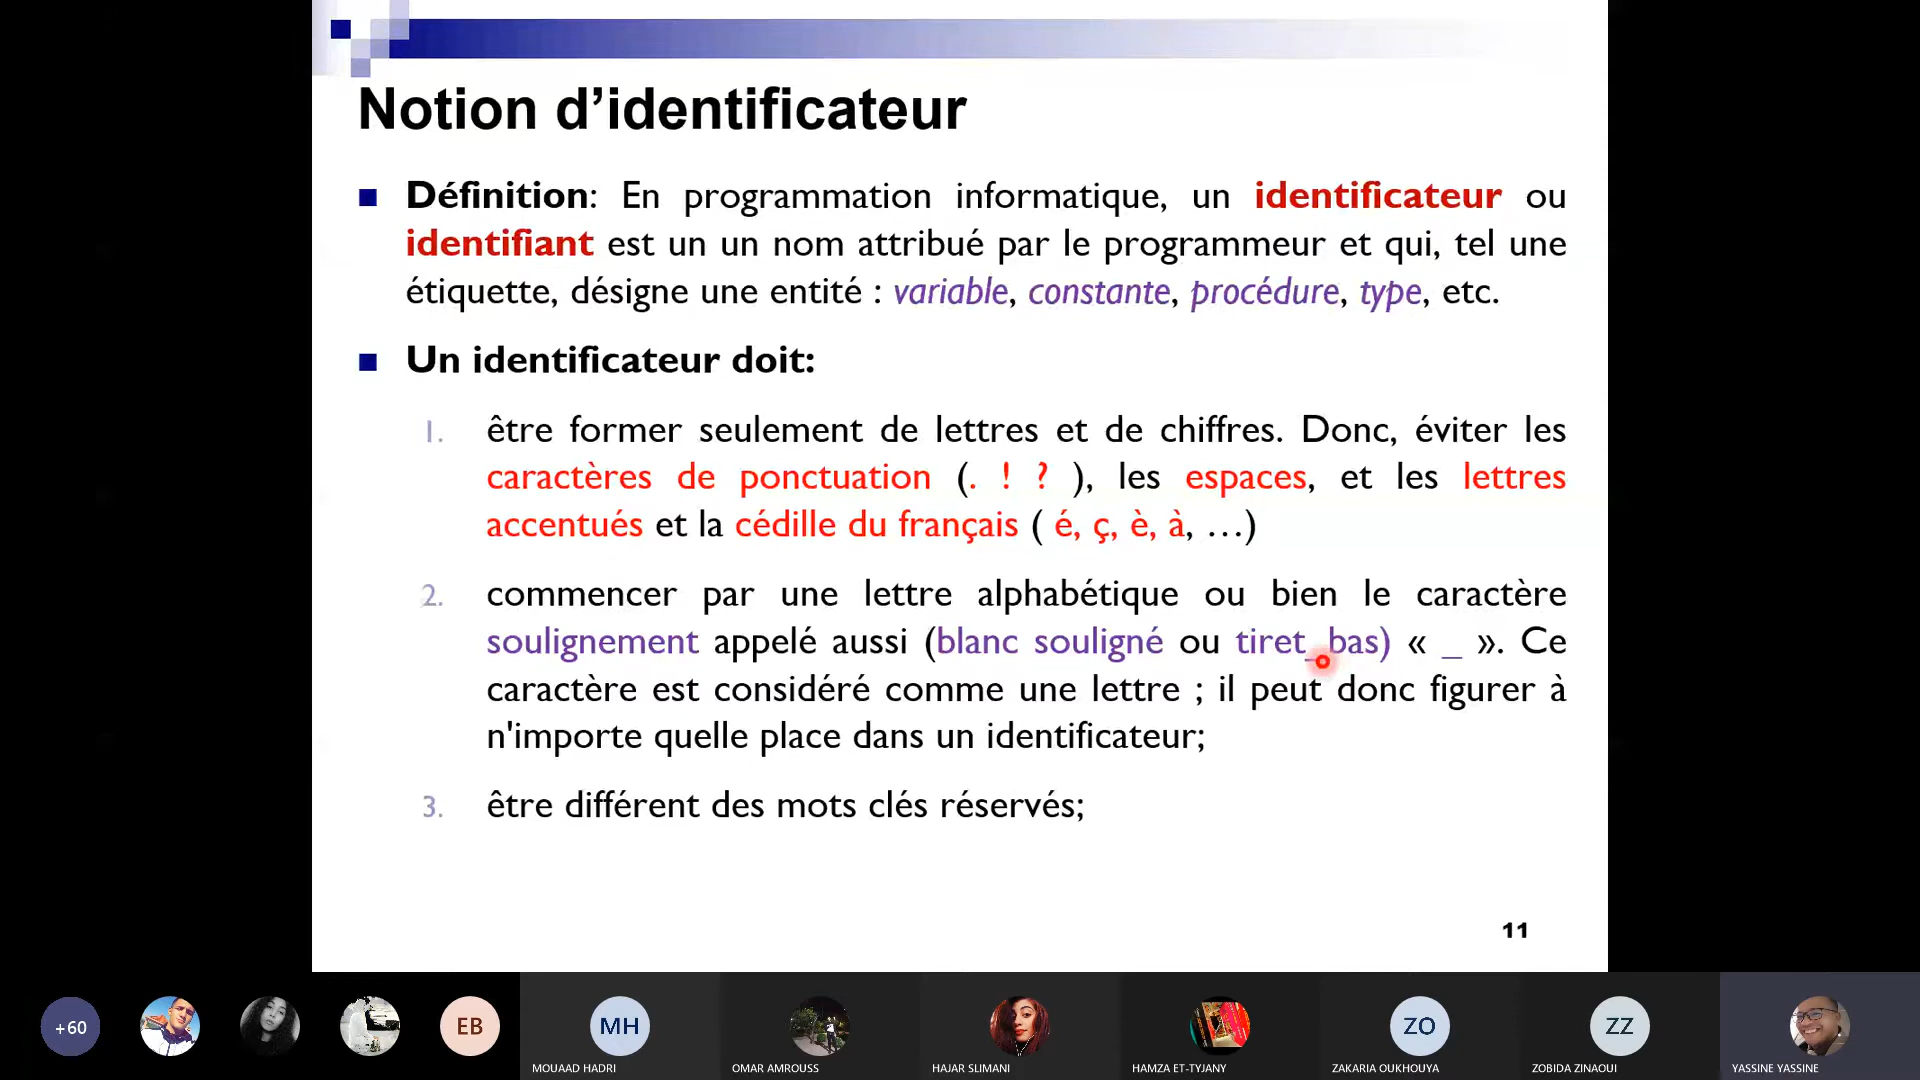 Notion d’identificateur
Définition: En programmation informatique, un identificateur ou
identifiant est un un nom attribué par le programmeur et qui, tel une
étiquette, désigne une entité : variable, constante, procédure, type, etc.
Un identificateur doit:
1. être former seulement de lettres et de chiffres. Donc, éviter les
caractères de ponctuation (. ! ? ), les espaces, et les lettres
accentués et la cédille du français ( é, ç, è, à, …)
2. commencer par une lettre alphabétique ou bien le caractère
soulignement appelé aussi (blanc souligné ou tiret_bas) « _ ». Ce
caractère est considéré comme une lettre ; il peut donc figurer à
n'importe quelle place dans un identificateur;
3. être différent des mots clés réservés;
11
+60
EB
MH
ZO
ZZ
MOUAAD HADRI
OMAR AMROUSS
HAJAR SLIMANI
HAMZA ET-TYJANY
ZAKARIA OUKHOUYA
ZOBIDA ZINAOUI
YASSINE YASSINE